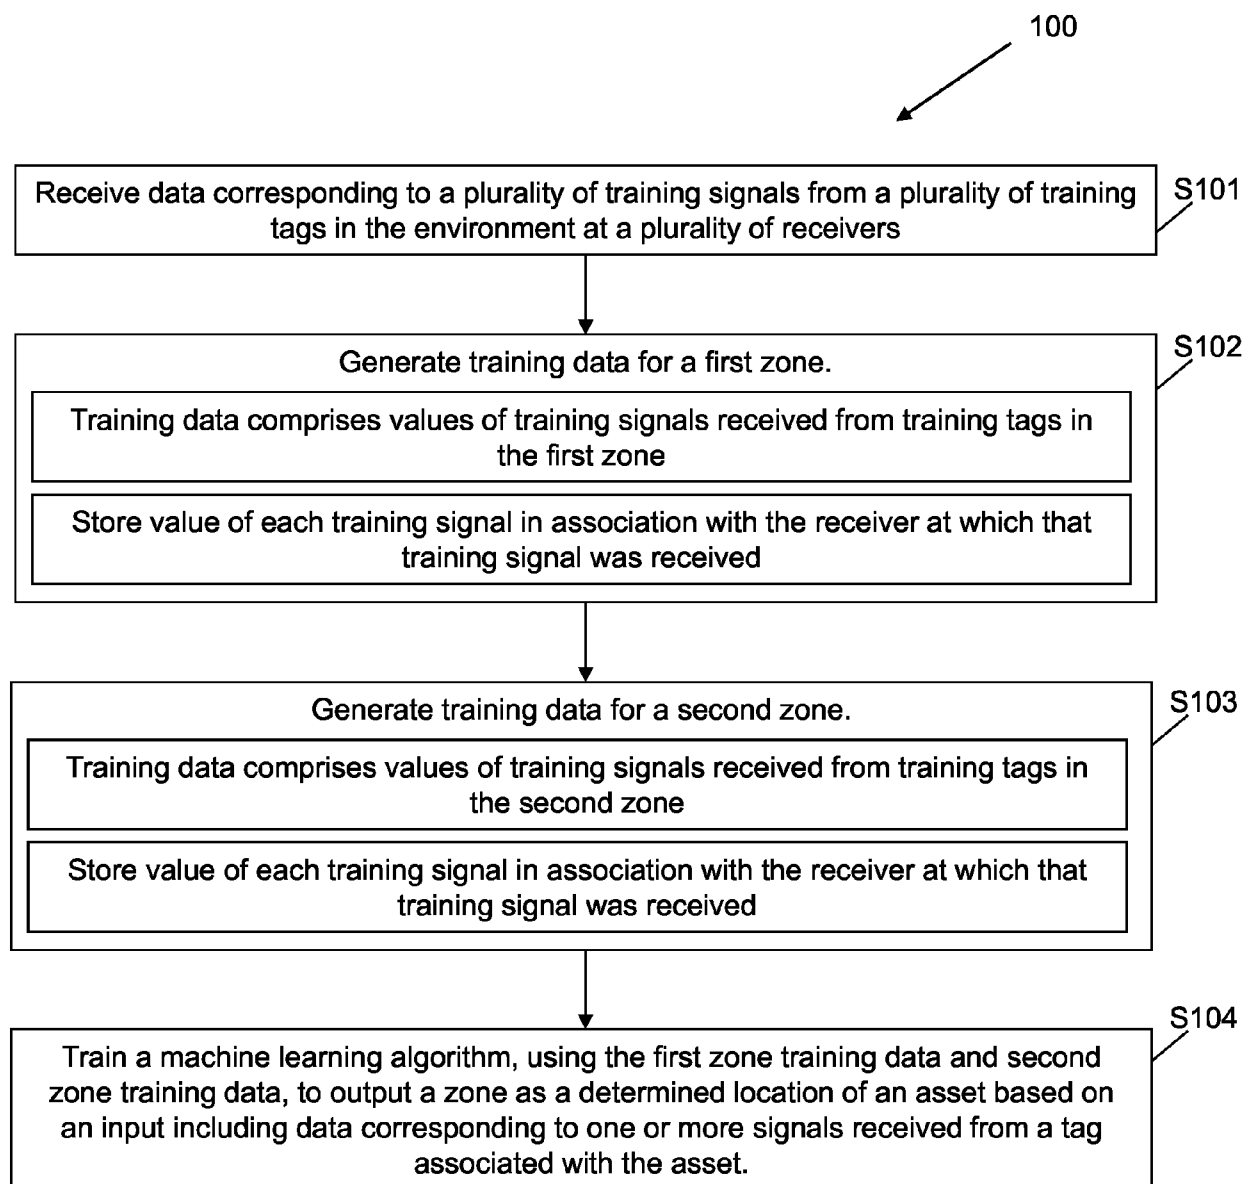 100
Receive data corresponding to a plurality of training signals from a plurality of training
tags in the environment at a plurality of receivers
S101
Generate training data for a first zone.
S102
Training data comprises values of training signals received from training tags in
the first zone
Store value of each training signal in association with the receiver at which that
training signal was received
Generate training data for a second zone.
S103
Training data comprises values of training signals received from training tags in
the second zone
Store value of each training signal in association with the receiver at which that
training signal was received
S104
Train a machine learning algorithm, using the first zone training data and second
zone training data, to output a zone as a determined location of an asset based on
an input including data corresponding to one or more signals received from a tag
associated with the asset.